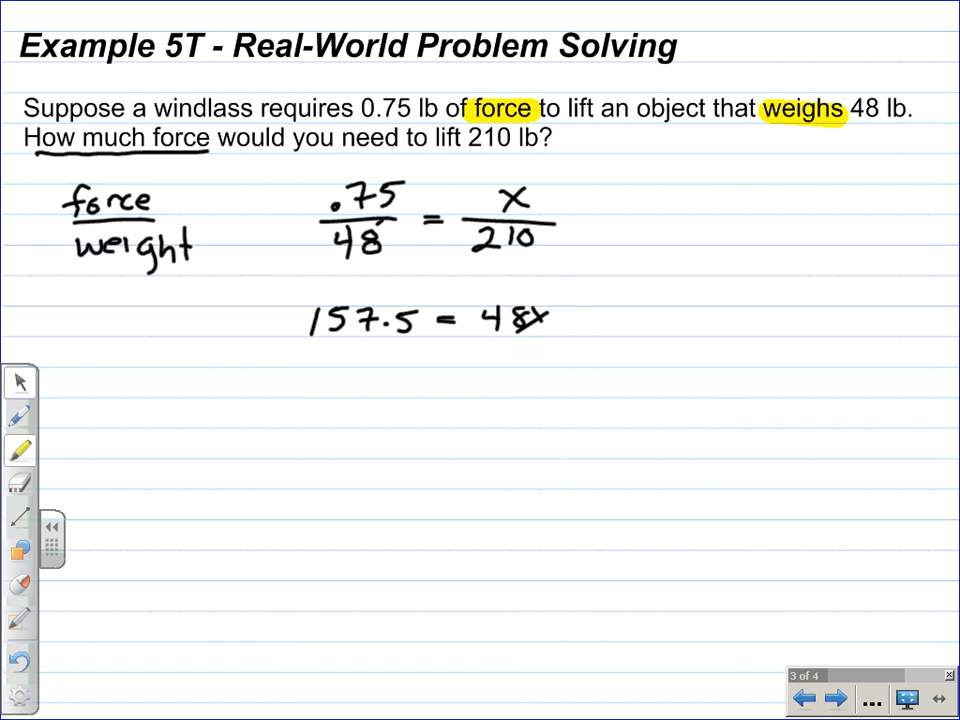 Example 5T - Real-World Problem Solving
Suppose a windlass requires 0.75 lb of force to lift an object that weighs 48 lb.
How much force would you need to lift 210 lb?
force .75 x
weight 48 = 210
157.5 = 48x
3 of 4
...